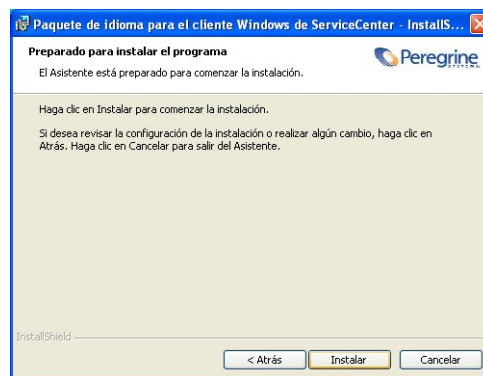 Paquete de idioma para el cliente Windows de ServiceCenter - InstallS...
Preparado para instalar el programa
El Asistente está preparado para comenzar la instalación.
Peregrine
SYSTEMS
Haga clic en Instalar para comenzar la instalación.
Si desea revisar la configuración de la instalación o realizar algún cambio, haga clic en
Atrás. Haga clic en Cancelar para salir del Asistente.
InstallShield
< Atrás
Instalar
Cancelar